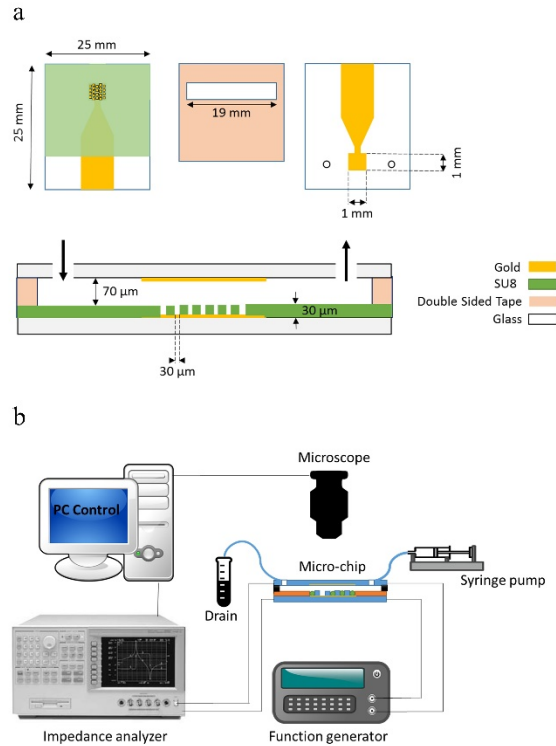 a
25 mm
25 mm
19 mm
1 mm
1 mm
70 μm
30 μm
30 μm
Gold
SU8
Double Sided Tape
Glass
b
Microscope
PC Control
Micro-chip
Syringe pump
Drain
Impedance analyzer
Function generator